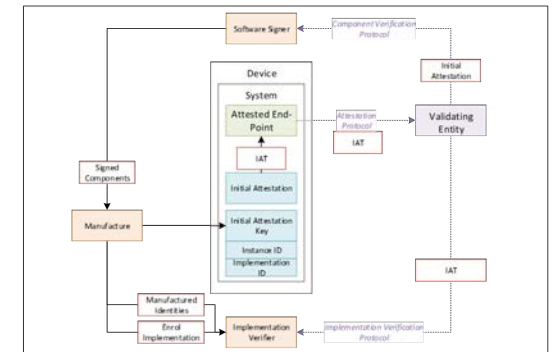 Software Signer
Component Verification
Protocol
Initial
Attestation
Device
System
Attested End-
Point
Attestation
Protocol
IAT
Validating
Entity
IAT
Initial Attestation
Signed
Components
Manufacture
Initial Attestation
Key
Instance ID
Implementation
ID
IAT
Manufactured
Identities
Enrol
Implementation
Implementation
Verifier
Implementation Verification
Protocol